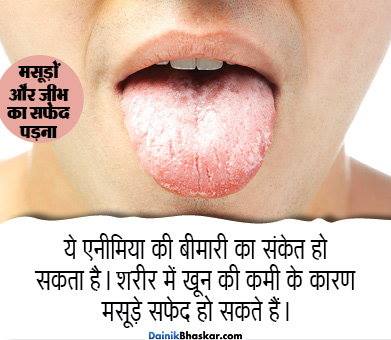 मसूड़ों
और जीभ
का सफेद
पड़ना
ये एनीमिया की बीमारी का संकेत हो
सकता है। शरीर में खून की कमी के कारण
मसूड़े सफेद हो सकते हैं।
DainikBhaskar.com